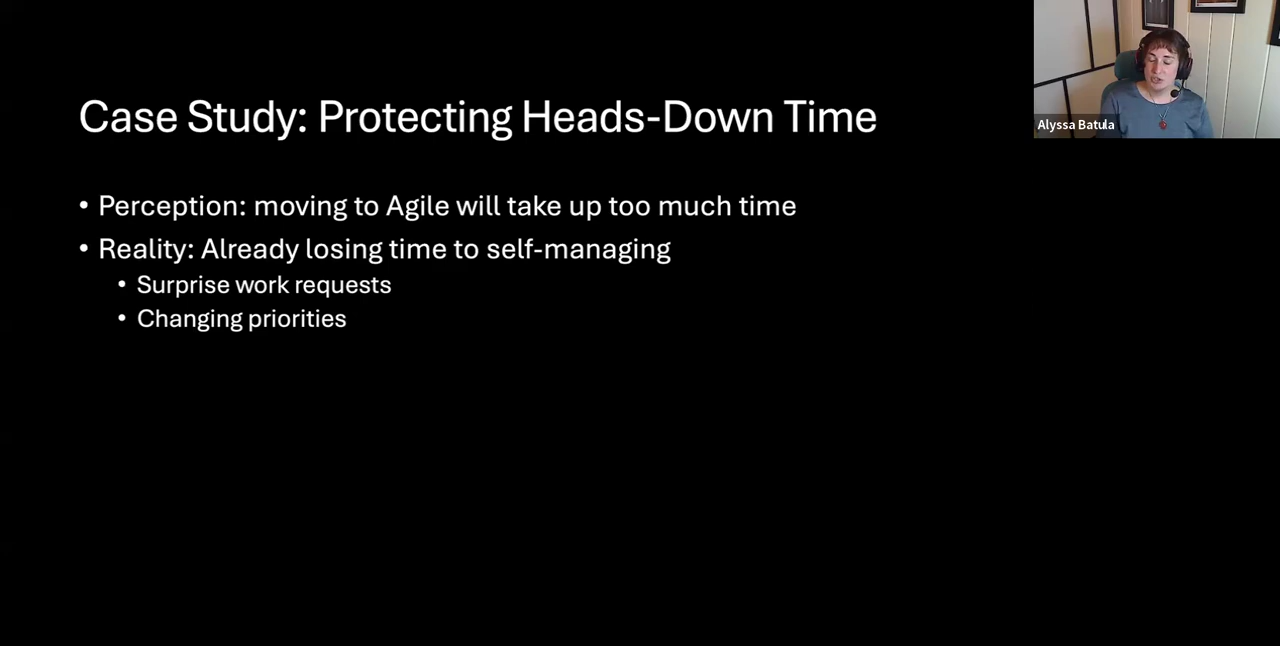 Case Study: Protecting Heads-Down Time
Alyssa Batula
• Perception: moving to Agile will take up too much time
• Reality: Already losing time to self-managing
• Surprise work requests
• Changing priorities